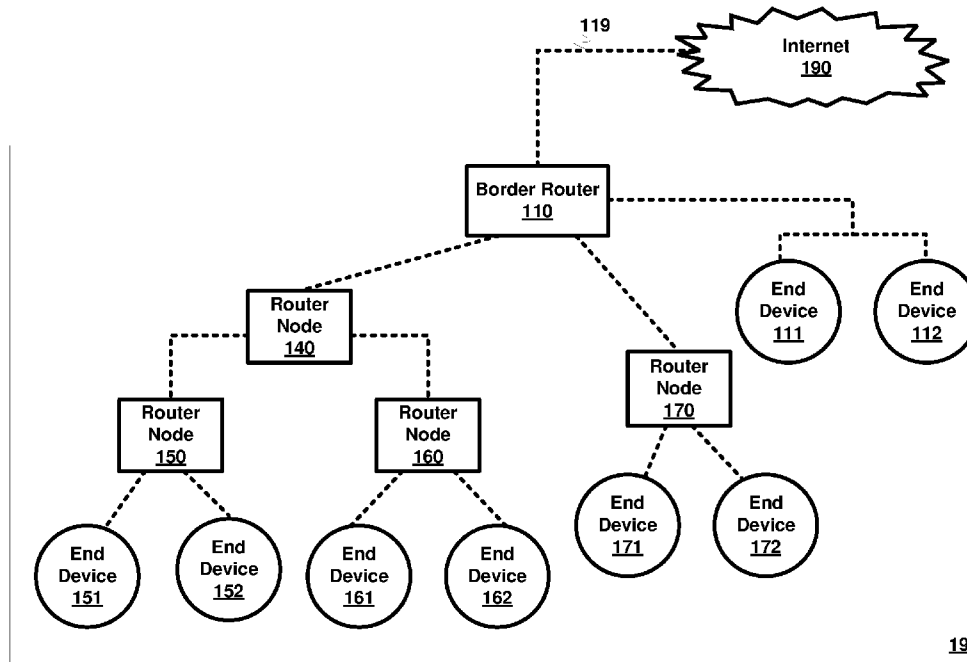 119
Internet
190
Border Router
110
Router
Node
140
End
Device
111
End
Device
112
Router
Node
170
Router
Node
150
Router
Node
160
End
Device
171
End
Device
172
End
Device
151
End
Device
152
End
Device
161
End
Device
162
19